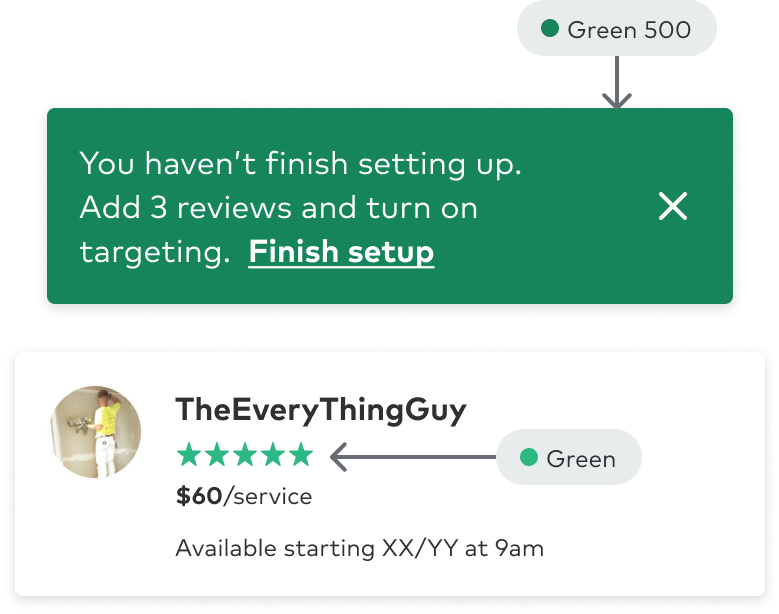 Green 500
You haven’t finish setting up.
Add 3 reviews and turn on
targeting. Finish setup
TheEveryThingGuy
Green
$60/service
Available starting XX/YY at 9am